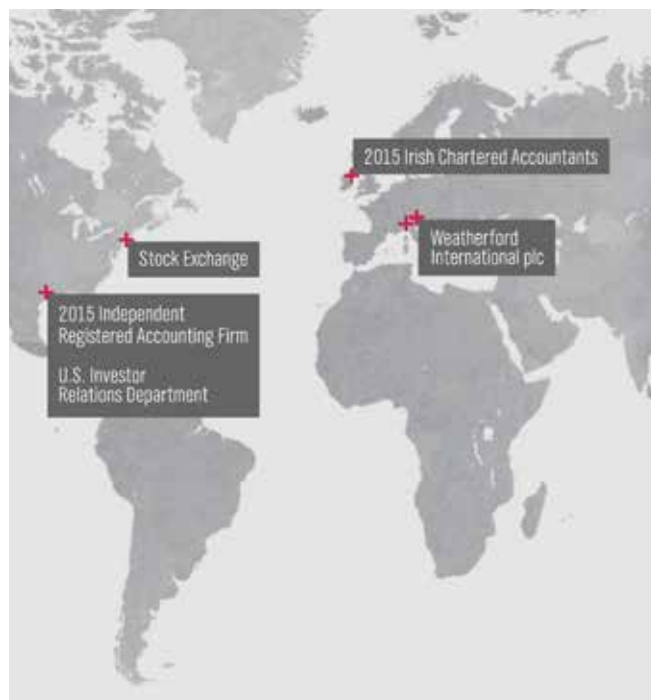 2015 Irish Chartered Accountants
Weatherford
International plc
Stock Exchange
2015 Independent
Registered Accounting Firm
U.S. Investor
Relations Department